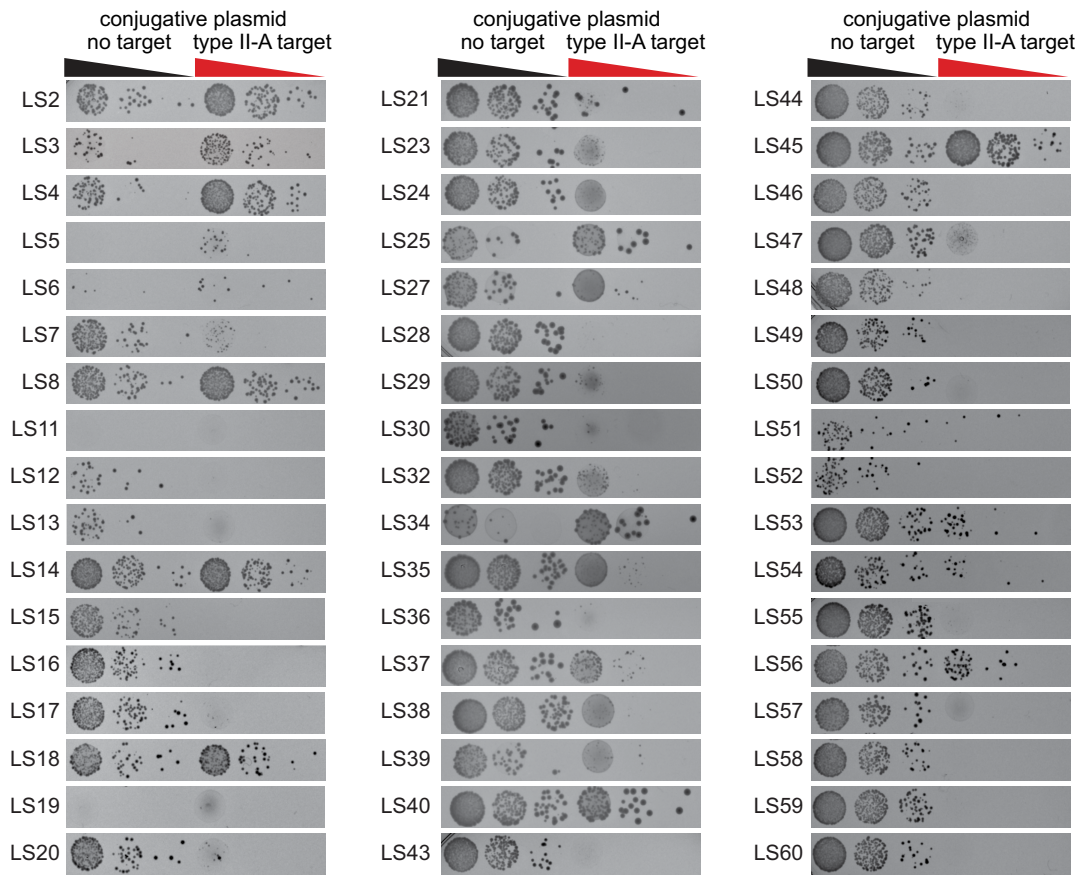 conjugative plasmid
no target type II-A target
LS2
LS3
LS4
LS5
LS6
LS7
LS8
LS11
LS12
LS13
LS14
LS15
LS16
LS17
LS18
LS19
LS20
conjugative plasmid
no target type II-A target
LS21
LS23
LS24
LS25
LS27
LS28
LS29
LS30
LS32
LS34
LS35
LS36
LS37
LS38
LS39
LS40
LS43
conjugative plasmid
no target type II-A target
LS44
LS45
LS46
LS47
LS48
LS49
LS50
LS51
LS52
LS53
LS54
LS55
LS56
LS57
LS58
LS59
LS60